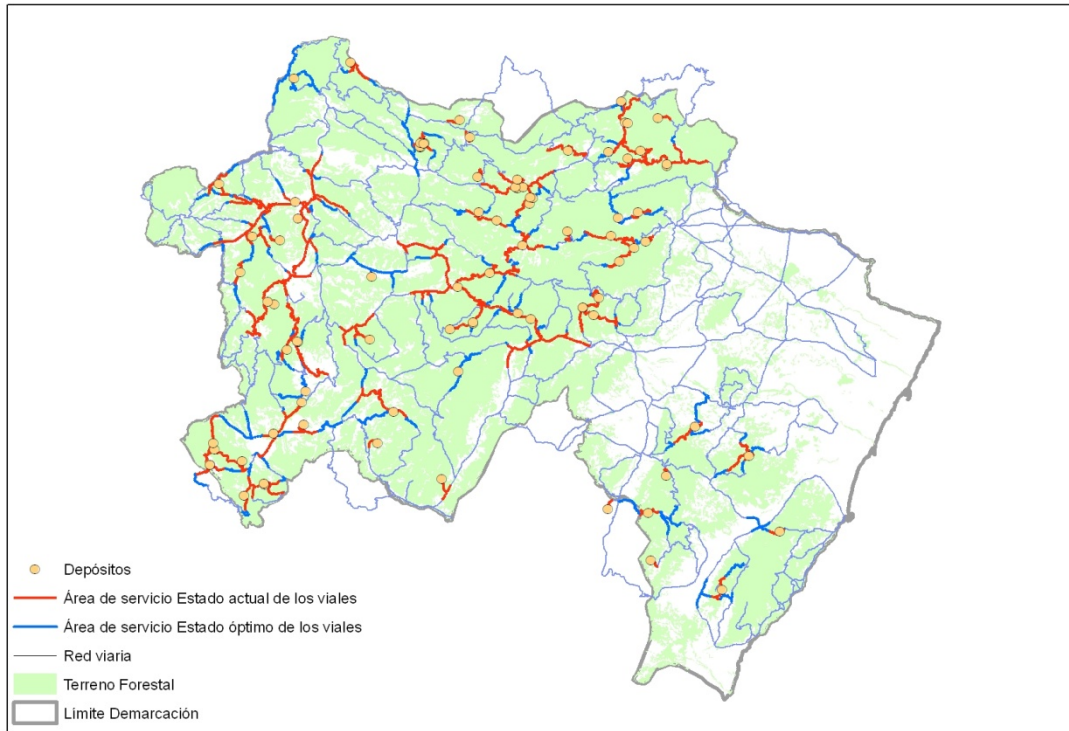 Depósitos
Área de servicio Estado actual de los viales
Área de servicio Estado óptimo de los viales
Red viaria
Terreno Forestal
Límite Demarcación